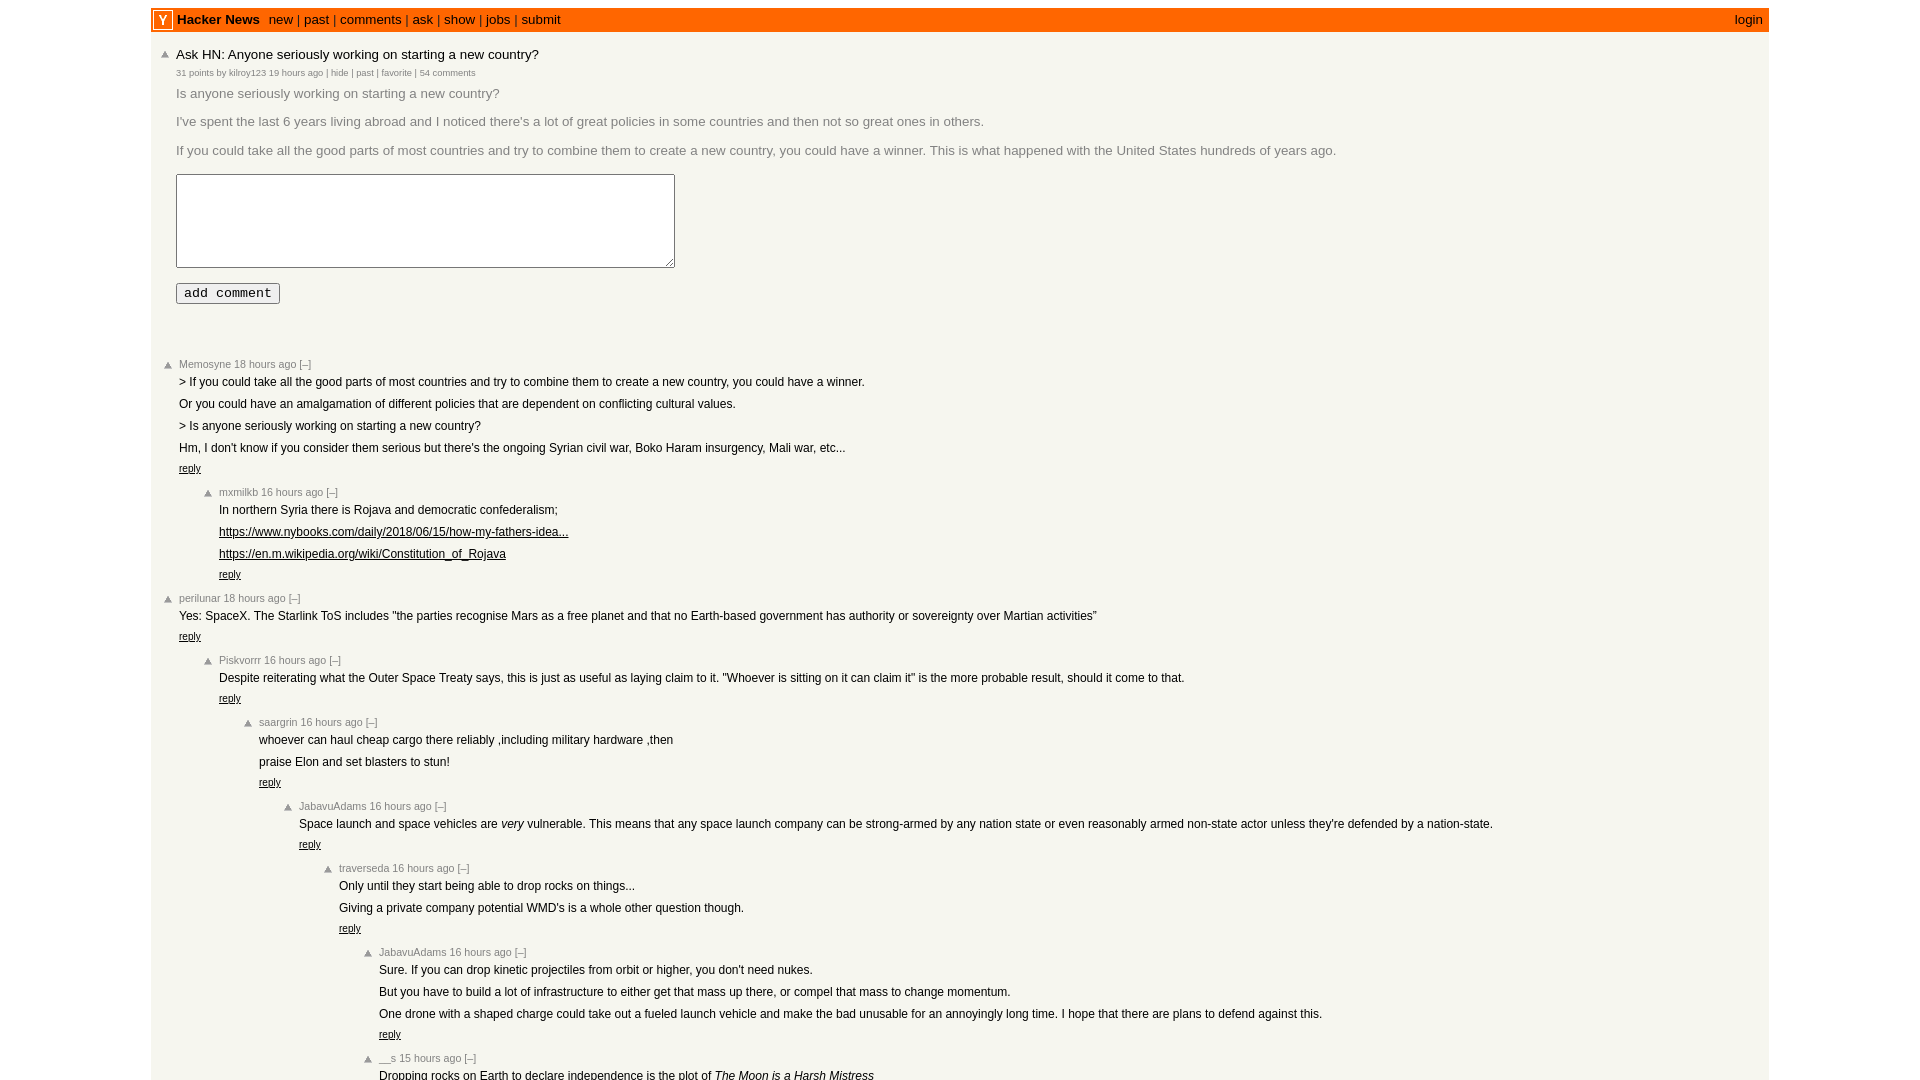 Y Hacker News new | past | comments | ask | show | jobs | submit login
Ask HN: Anyone seriously working on starting a new country?
31 points by kilroy123 19 hours ago | hide | past | favorite | 54 comments
Is anyone seriously working on starting a new country?
I've spent the last 6 years living abroad and I noticed there's a lot of great policies in some countries and then not so great ones in others.
If you could take all the good parts of most countries and try to combine them to create a new country, you could have a winner. This is what happened with the United States hundreds of years ago.
add comment
Memosyne 18 hours ago [–]
> If you could take all the good parts of most countries and try to combine them to create a new country, you could have a winner.
Or you could have an amalgamation of different policies that are dependent on conflicting cultural values.
> Is anyone seriously working on starting a new country?
Hm, I don't know if you consider them serious but there's the ongoing Syrian civil war, Boko Haram insurgency, Mali war, etc...
reply
mxmilkb 16 hours ago [–]
In northern Syria there is Rojava and democratic confederalism;
https://www.nybooks.com/daily/2018/06/15/how-my-fathers-idea...
https://en.m.wikipedia.org/wiki/Constitution_of_Rojava
reply
perilunar 18 hours ago [–]
Yes: SpaceX. The Starlink ToS includes "the parties recognise Mars as a free planet and that no Earth-based government has authority or sovereignty over Martian activities”
reply
Piskvorrr 16 hours ago [–]
Despite reiterating what the Outer Space Treaty says, this is just as useful as laying claim to it. "Whoever is sitting on it can claim it" is the more probable result, should it come to that.
reply
saargrin 16 hours ago [–]
whoever can haul cheap cargo there reliably ,including military hardware ,then
praise Elon and set blasters to stun!
reply
JabavuAdams 16 hours ago [–]
Space launch and space vehicles are very vulnerable. This means that any space launch company can be strong-armed by any nation state or even reasonably armed non-state actor unless they're defended by a nation-state.
reply
traverseda 16 hours ago [–]
Only until they start being able to drop rocks on things...
Giving a private company potential WMD's is a whole other question though.
reply
JabavuAdams 16 hours ago [–]
Sure. If you can drop kinetic projectiles from orbit or higher, you don't need nukes.
But you have to build a lot of infrastructure to either get that mass up there, or compel that mass to change momentum.
One drone with a shaped charge could take out a fueled launch vehicle and make the bad unusable for an annoyingly long time. I hope that there are plans to defend against this.
reply
__s 15 hours ago [–]
Dropping rocks on Earth to declare independence is the plot of The Moon is a Harsh Mistress